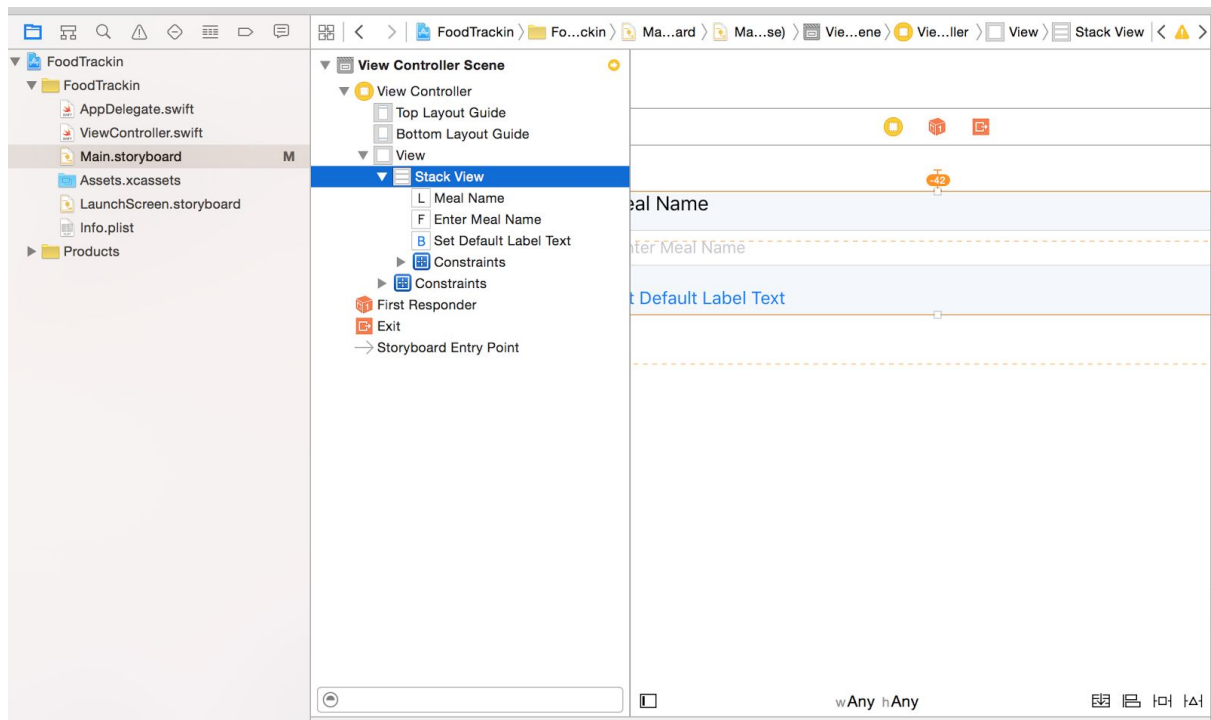 FoodTrackin Fo...ckin Ma...ard Ma...se) Vie...ene Vie...ller View Stack View
FoodTrackin
FoodTrackin
AppDelegate.swift
ViewController.swift
Main.storyboard M
Assets.xcassets
LaunchScreen.storyboard
Info.plist
Products
View Controller Scene
View Controller
Top Layout Guide
Bottom Layout Guide
View
Stack View
L Meal Name
F Enter Meal Name
B Set Default Label Text
Constraints
Constraints
First Responder
Exit
Storyboard Entry Point
-42
eal Name
nter Meal Name
t Default Label Text
wAny hAny